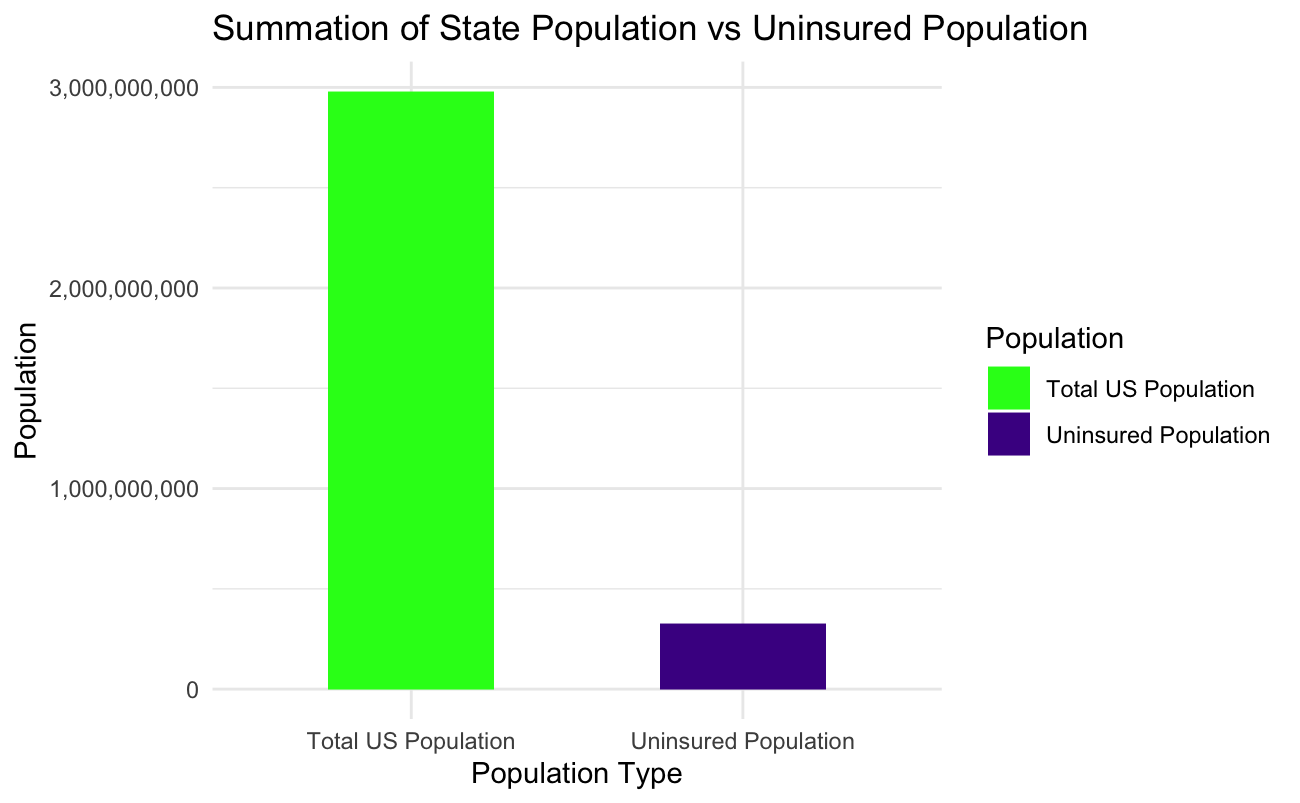 Summation of State Population vs Uninsured Population
3,000,000,000
2,000,000,000
1,000,000,000
0
Population
Total US Population
Uninsured Population
Population Type
Population
Total US Population
Uninsured Population